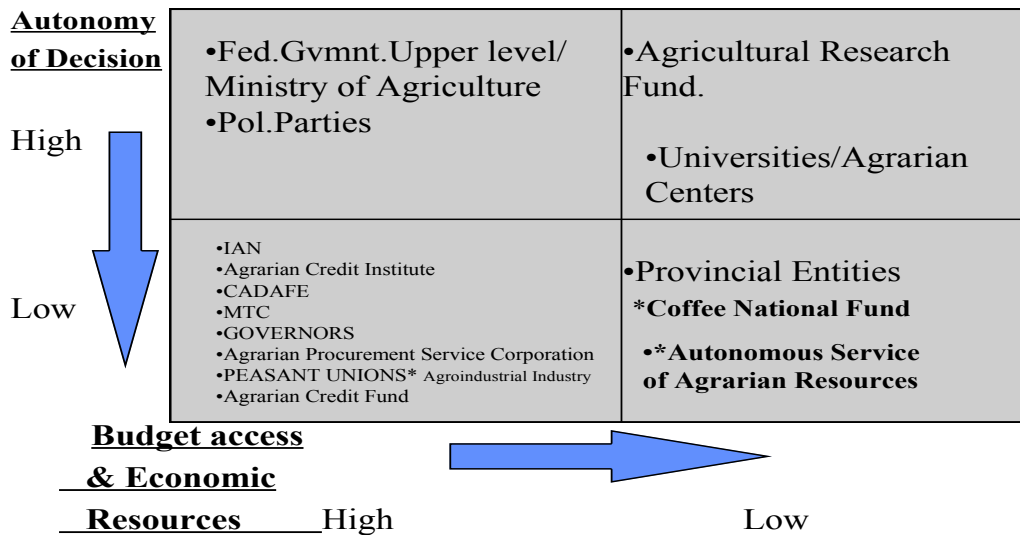 Autonomy
of Decision
High
Low
•Fed.Gvmnt.Upper level/
Ministry of Agriculture
•Pol.Parties
•Agricultural Research
Fund.
•Universities/Agrarian
Centers
•IAN
•Agrarian Credit Institute
•CADAFE
•MTC
•GOVERNORS
•Agrarian Procurement Service Corporation
•PEASANT UNIONS* Agroindustrial Industry
•Agrarian Credit Fund
•Provincial Entities
*Coffee National Fund
•*Autonomous Service
of Agrarian Resources
Budget access
& Economic
Resources High Low